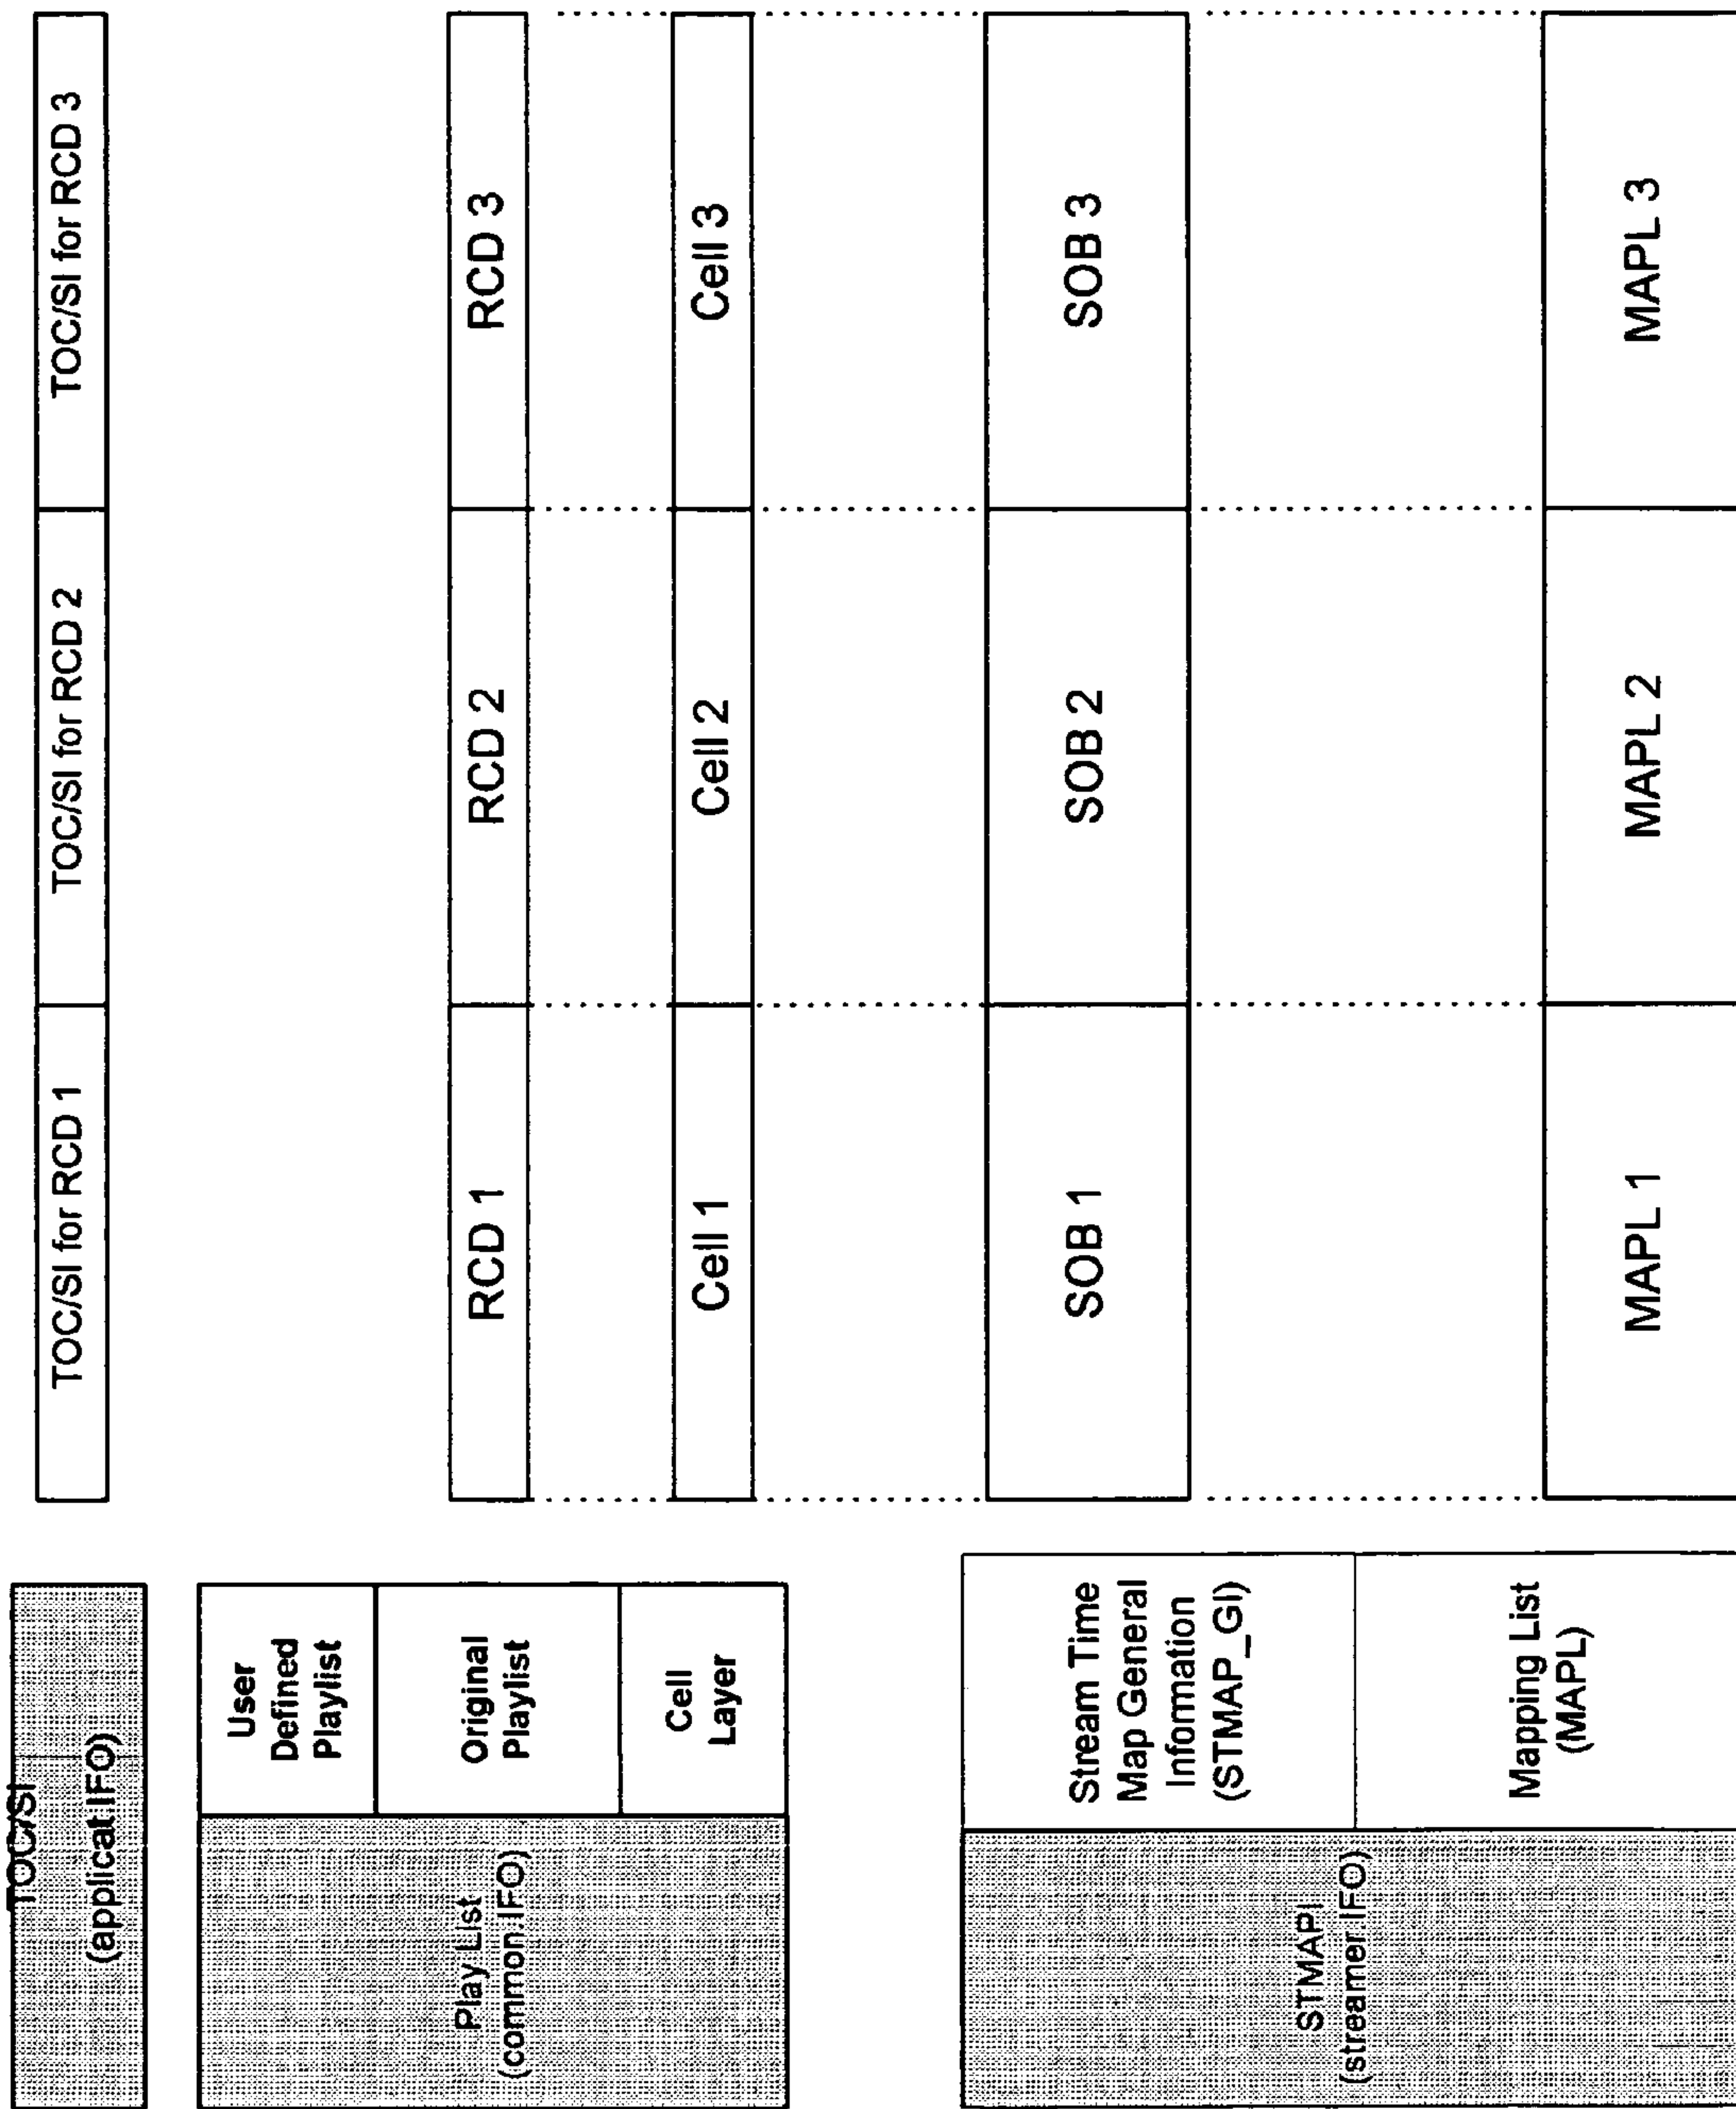 TOC/SI
(applicat.IFO)
TOC/SI for RCD 1
TOC/SI for RCD 2
TOC/SI for RCD 3
Play List
(common.IFO)
User
Defined
Playlist
Original
Playlist
RCD 1
RCD 2
RCD 3
Cell
Layer
Cell 1
Cell 2
Cell 3
STMAPI
(streamer.IFO)
Stream Time
Map General
Information
(STMAP_GI)
SOB 1
SOB 2
SOB 3
Mapping List
(MAPL)
MAPL 1
MAPL 2
MAPL 3